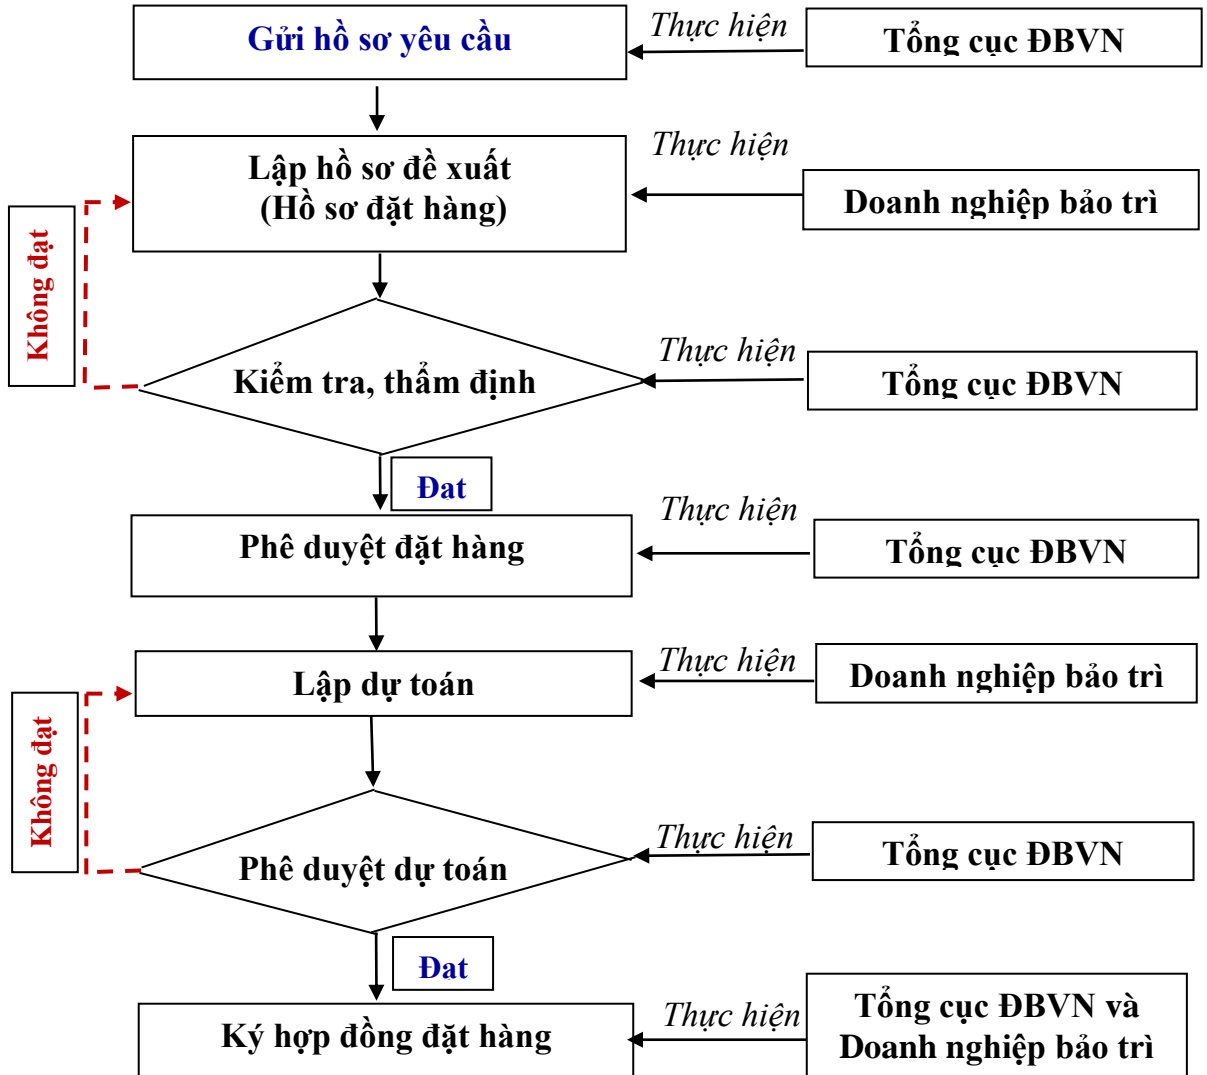 Gửi hồ sơ yêu cầu
Thực hiện
Tổng cục ĐBVN
Lập hồ sơ đề xuất
(Hồ sơ đặt hàng)
Thực hiện
Doanh nghiệp bảo trì
Không đạt
Kiểm tra, thẩm định
Thực hiện
Tổng cục ĐBVN
Đat
Phê duyệt đặt hàng
Thực hiện
Tổng cục ĐBVN
Lập dự toán
Thực hiện
Doanh nghiệp bảo trì
Không đạt
Phê duyệt dự toán
Thực hiện
Tổng cục ĐBVN
Đat
Ký hợp đồng đặt hàng
Thực hiện
Tổng cục ĐBVN và
Doanh nghiệp bảo trì